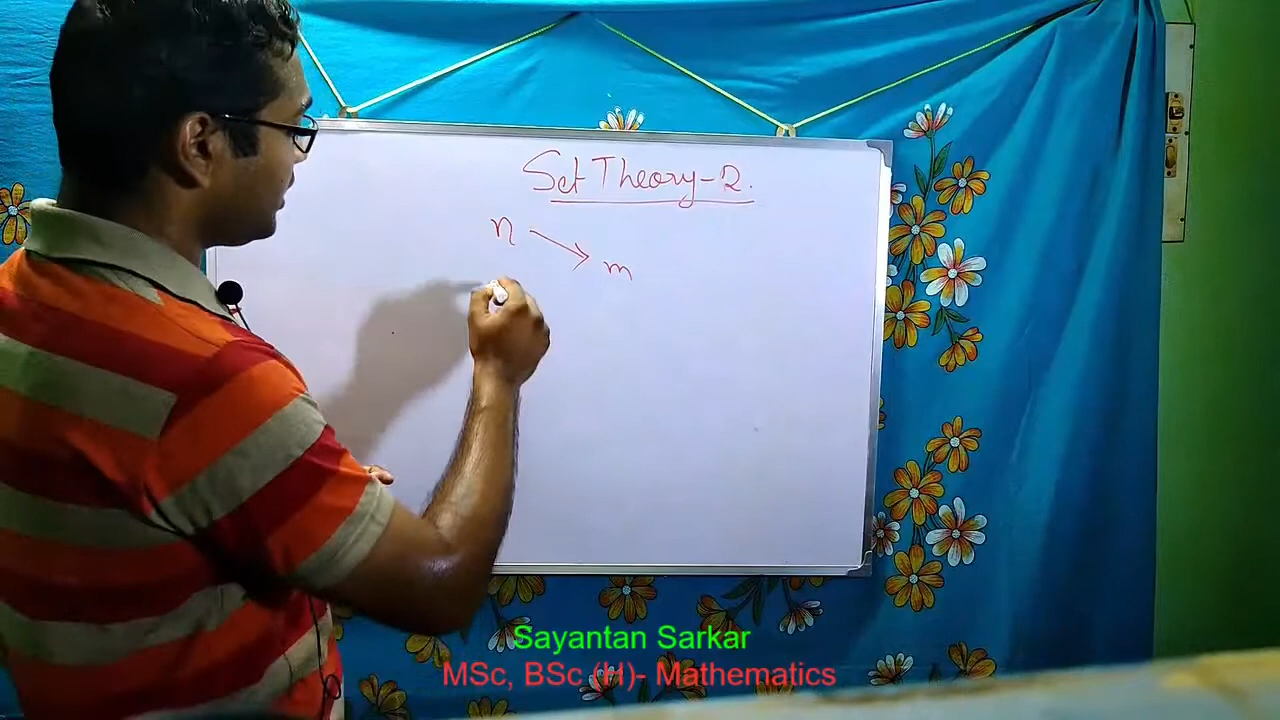 Set Theory-2.
n → m
Sayantan Sarkar
MSc, BSc (H)- Mathematics